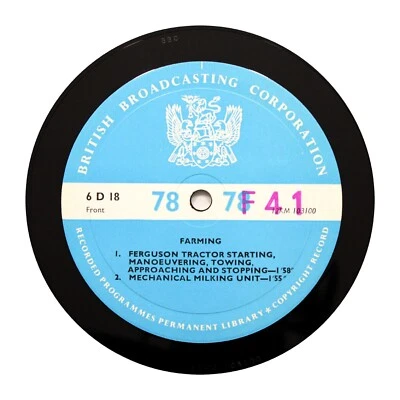 BRITISH BROADCASTING CORPORATION
6 D 18
Front
78
78
F 41
103100
FARMING
1. FERGUSON TRACTOR STARTING,
MANOEUVERING, TOWING,
APPROACHING AND STOPPING—1'58"
2. MECHANICAL MILKING UNIT—1'55"
RECORDED PROGRAMMES PERMANENT LIBRARY • COPYRIGHT RECORD